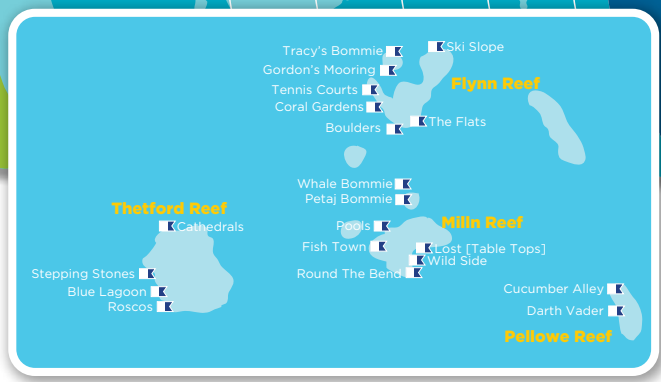 Tracy's Bommie
Ski Slope
Gordon's Mooring
Flynn Reef
Tennis Courts
Coral Gardens
Boulders
The Flats
Whale Bommie
Petaj Bommie
Thetford Reef
Cathedrals
Pools
Milln Reef
Fish Town
Lost [Table Tops]
Wild Side
Round The Bend
Stepping Stones
Blue Lagoon
Roscos
Cucumber Alley
Darth Vader
Pellowe Reef